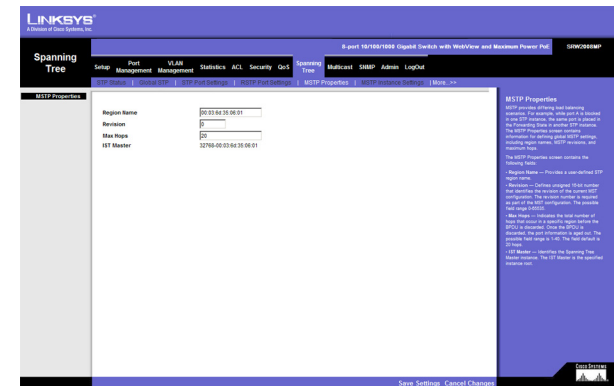 LINKSYS®
A Division of Cisco Systems, Inc.
8-port 10/100/1000 Gigabit Switch with WebView and Maximum Power PoE
SRW2008MP
Spanning Tree
Setup Port Management VLAN Management Statistics ACL Security QoS Spanning Tree Multicast SNMP Admin LogOut
STP Status | Global STP | STP Port Settings | RSTP Port Settings | MSTP Properties | MSTP Instance Settings | More..>>
MSTP Properties
Region Name 00:03:6d:35:06:01
Revision 0
Max Hops 20
IST Master 32768-00:03:6d:35:06:01
MSTP Properties
MSTP provides differing load balancing
scenarios. For example, while port A is blocked
in one STP instance, the same port is placed in
the Forwarding State in another STP instance.
The MSTP Properties screen contains
information for defining global MSTP settings,
including region names, MSTP revisions, and
maximum hops.
The MSTP Properties screen contains the
following fields:
• Region Name — Provides a user-defined STP
region name.
• Revision — Defines unsigned 16-bit number
that identifies the revision of the current MST
configuration. The revision number is required
as part of the MST configuration. The possible
field range 0-65535.
• Max Hops — Indicates the total number of
hops that occur in a specific region before the
BPDU is discarded. Once the BPDU is
discarded, the port information is aged out. The
possible field range is 1-40. The field default is
20 hops.
• IST Master — Identifies the Spanning Tree
Master instance. The IST Master is the specified
instance root.
Save Settings Cancel Changes
CISCO SYSTEMS